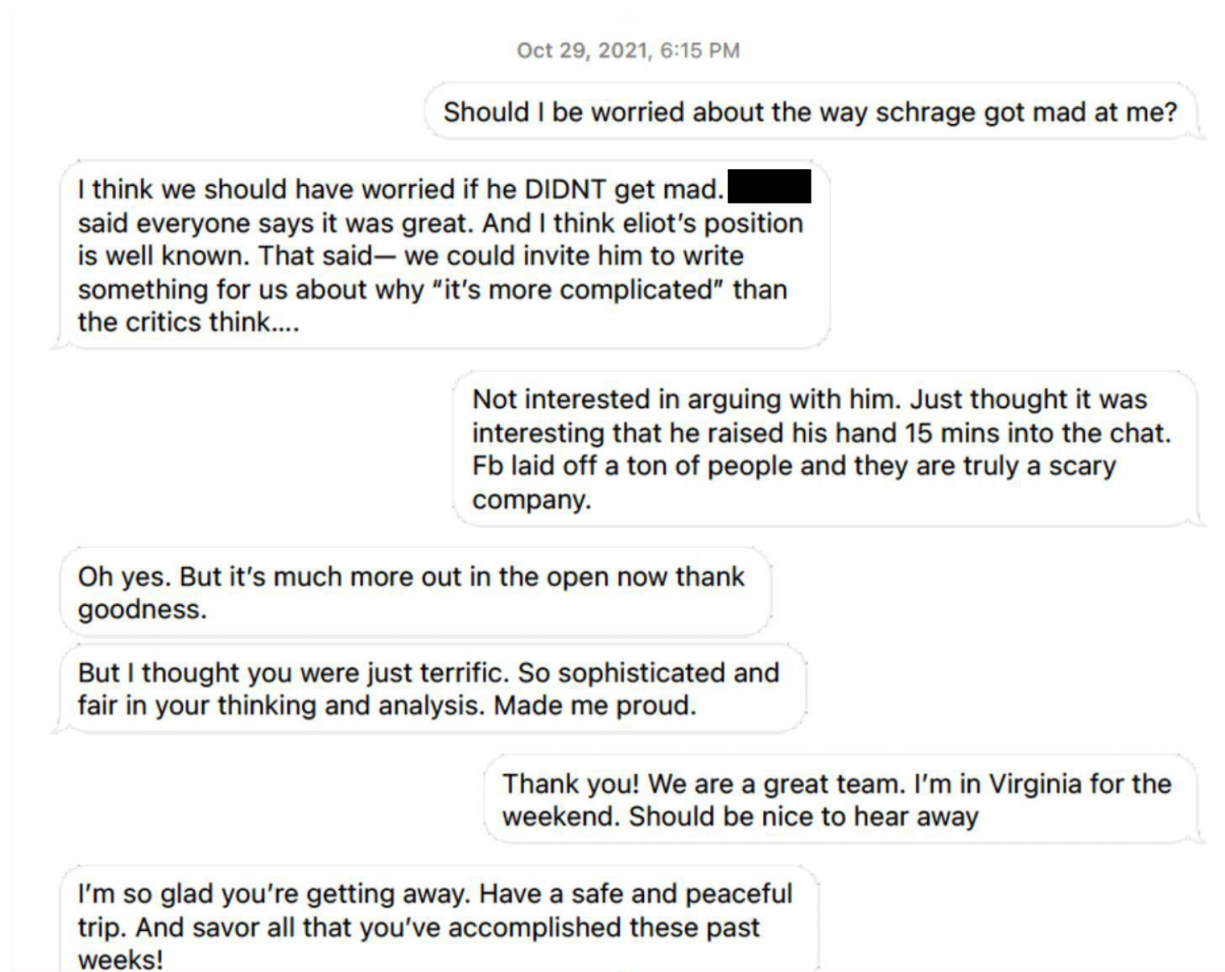 Oct 29, 2021, 6:15 PM
Should I be worried about the way schrage got mad at me?
I think we should have worried if he DIDNT get mad.
said everyone says it was great. And I think eliot’s position
is well known. That said— we could invite him to write
something for us about why “it’s more complicated” than
the critics think....
Not interested in arguing with him. Just thought it was
interesting that he raised his hand 15 mins into the chat.
Fb laid off a ton of people and they are truly a scary
company.
Oh yes. But it’s much more out in the open now thank
goodness.
But I thought you were just terrific. So sophisticated and
fair in your thinking and analysis. Made me proud.
Thank you! We are a great team. I’m in Virginia for the
weekend. Should be nice to hear away
I’m so glad you’re getting away. Have a safe and peaceful
trip. And savor all that you’ve accomplished these past
weeks!